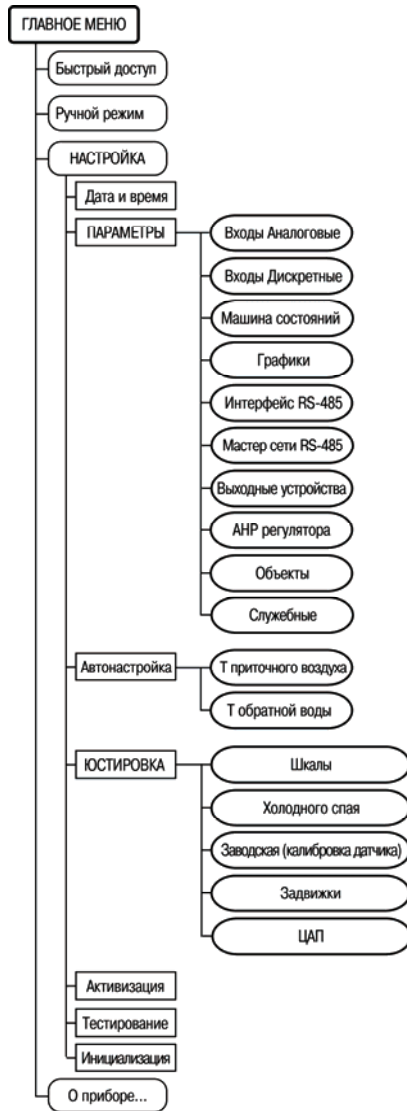 ГЛАВНОЕ МЕНЮ
Быстрый доступ
Ручной режим
НАСТРОЙКА
Дата и время
ПАРАМЕТРЫ
Входы Аналоговые
Входы Дискретные
Машина состояний
Графики
Интерфейс RS-485
Мастер сети RS-485
Выходные устройства
АНР регулятора
Объекты
Служебные
Автонастройка
Т приточного воздуха
Т обратной воды
ЮСТИРОВКА
Шкалы
Холодного спая
Заводская (калибровка датчика)
Задвижки
ЦАП
Активизация
Тестирование
Инициализация
О приборе...